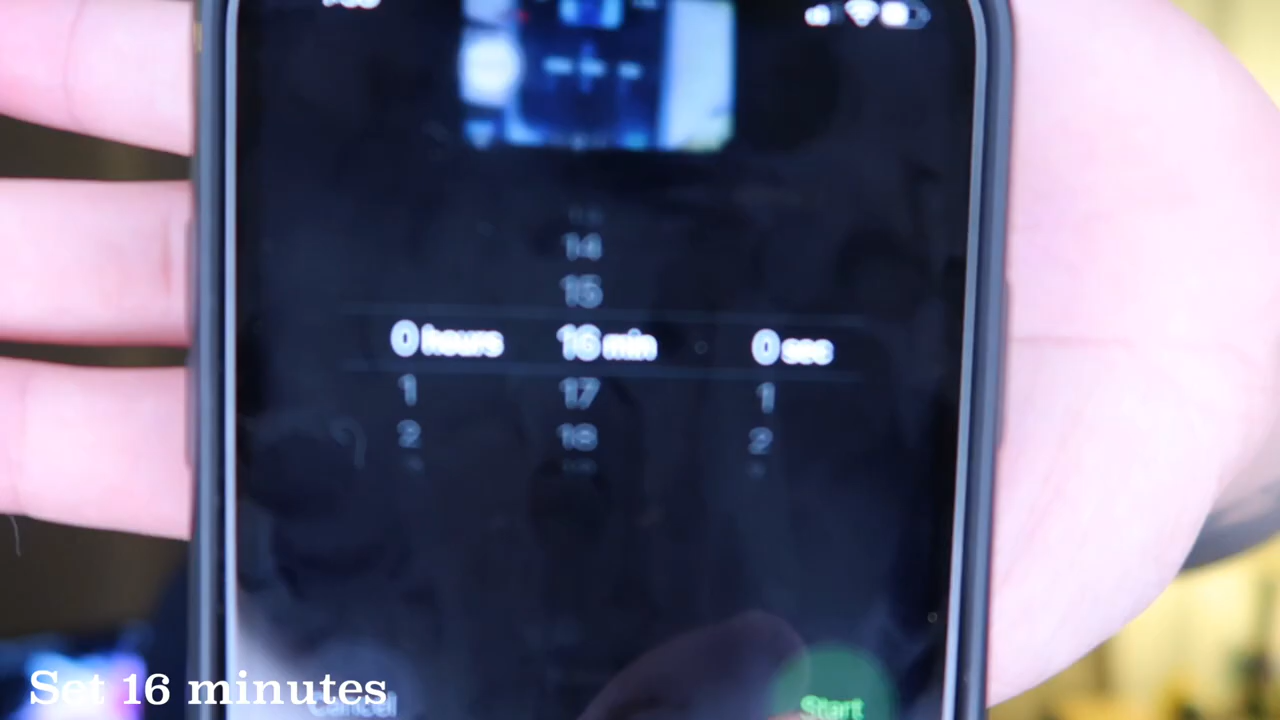 14
15
0 hours 16 min 0 sec
1 17 1
2 18 2
Cancel Start
Set 16 minutes